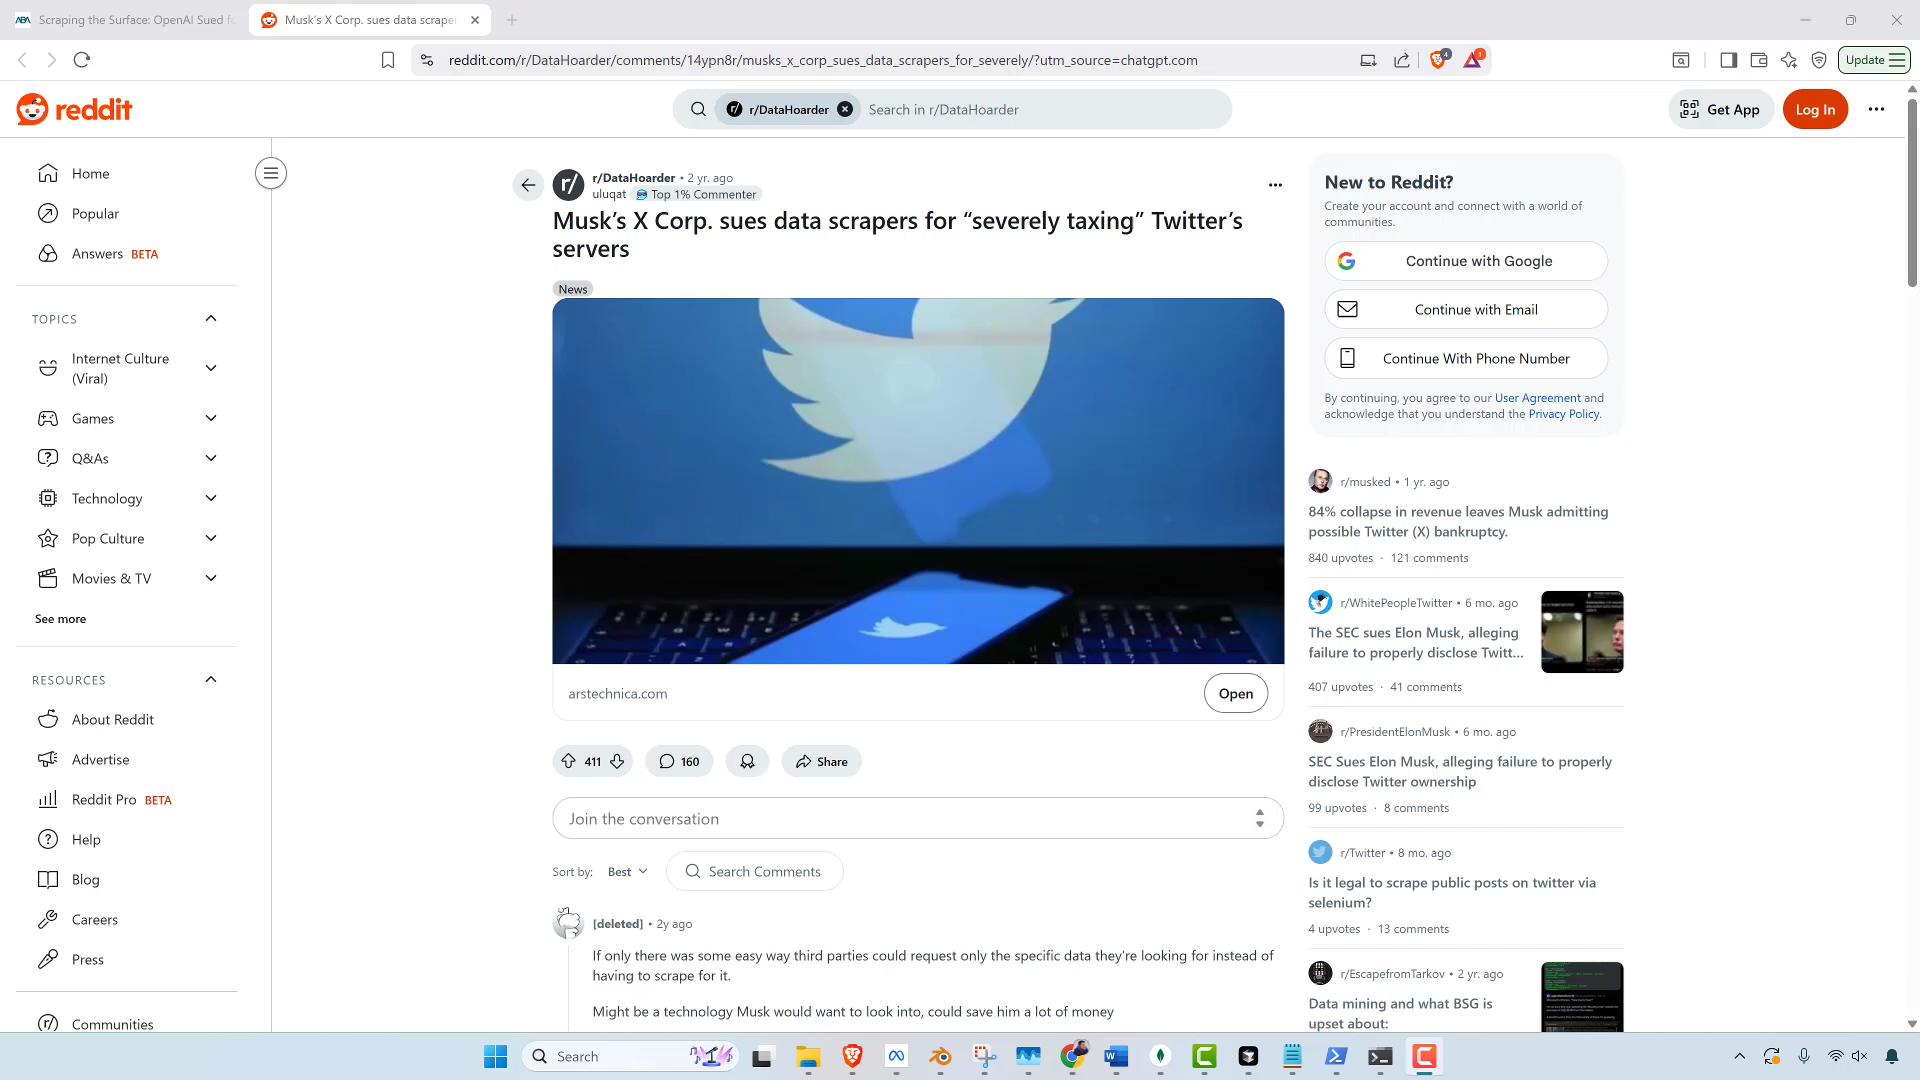 Scraping the Surface: OpenAI Sued fo
Musk's X Corp. sues data scrape
reddit.com/r/DataHoarder/comments/14ypn8r/musks_x_corp_sues_data_scrapers_for_severely/?utm_source=chatgpt.com
4
1
Update
reddit
r/DataHoarder
Search in r/DataHoarder
Get App
Log In
Home
Popular
Answers BETA
TOPICS
Internet Culture
(Viral)
Games
Q&As
Technology
Pop Culture
Movies & TV
See more
RESOURCES
About Reddit
Advertise
Reddit Pro BETA
Help
Blog
Careers
Press
Communities
r/DataHoarder • 2 yr. ago
uluqat Top 1% Commenter
Musk’s X Corp. sues data scrapers for “severely taxing” Twitter’s
servers
News
arstechnica.com
Open
411
160
Share
Join the conversation
Sort by: Best
Search Comments
[deleted] • 2y ago
If only there was some easy way third parties could request only the specific data they're looking for instead of
having to scrape for it.
Might be a technology Musk would want to look into, could save him a lot of money
New to Reddit?
Create your account and connect with a world of
communities.
Continue with Google
Continue with Email
Continue With Phone Number
By continuing, you agree to our User Agreement and
acknowledge that you understand the Privacy Policy.
r/musked • 1 yr. ago
84% collapse in revenue leaves Musk admitting
possible Twitter (X) bankruptcy.
840 upvotes · 121 comments
r/WhitePeopleTwitter • 6 mo. ago
The SEC sues Elon Musk, alleging
failure to properly disclose Twitt...
407 upvotes · 41 comments
r/PresidentElonMusk • 6 mo. ago
SEC Sues Elon Musk, alleging failure to properly
disclose Twitter ownership
99 upvotes · 8 comments
r/Twitter • 8 mo. ago
Is it legal to scrape public posts on twitter via
selenium?
4 upvotes · 13 comments
r/EscapefromTarkov • 2 yr. ago
Data mining and what BSG is
upset about:
Search